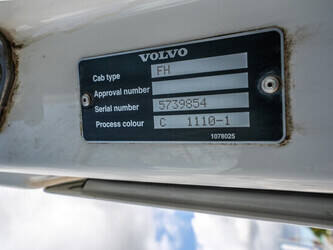 VOLVO
Cab type FH
Approval number
Serial number 5739854
Process colour C 1110-1
1078025